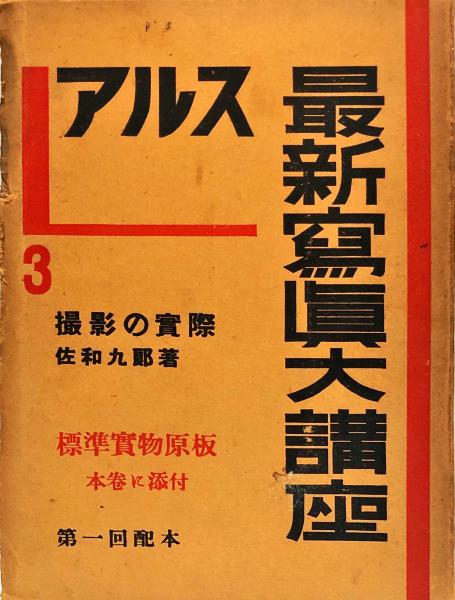 アルス
最新寫眞大講座
3
撮影の實際
佐和九郎著
標準實物原板
本卷に添付
第一回配本